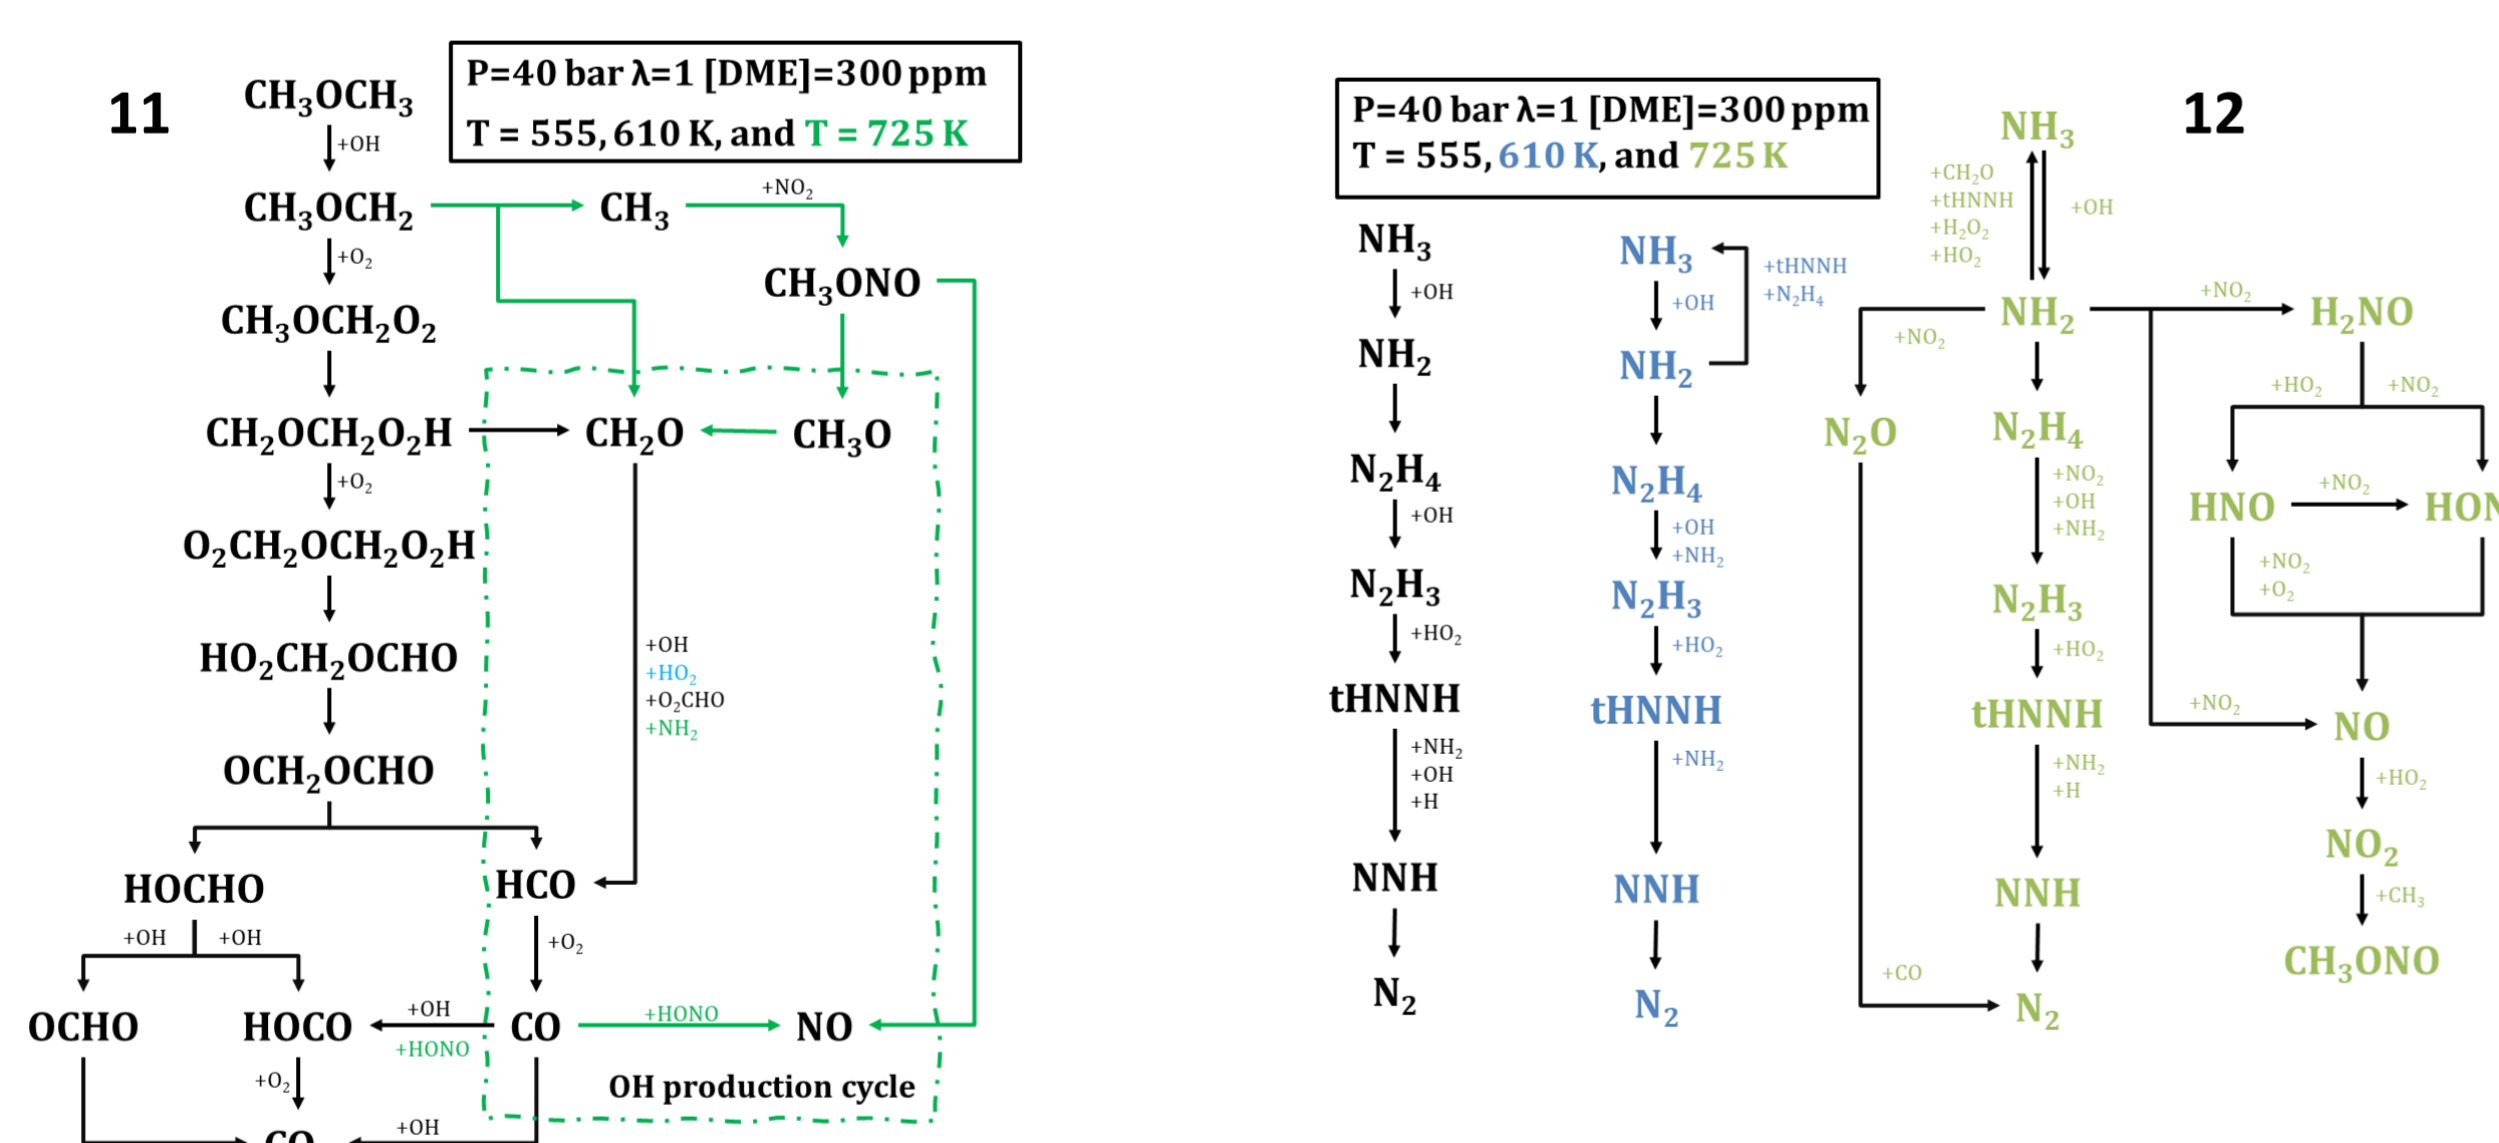 11
P=40 bar λ=1 [DME]=300 ppm
T = 555, 610 K, and T = 725 K
CH₃OCH₃
+OH
CH₃OCH₂
CH₃
+NO₂
+O₂
CH₃ONO
CH₃OCH₂O₂
CH₂OCH₂O₂H
CH₂O
CH₃O
+O₂
O₂CH₂OCH₂O₂H
HO₂CH₂OCHO
+OH
+HO₂
+O₂CHO
+NH₂
OCH₂OCHO
HOCHO
HCO
+OH
+OH
+O₂
OCHO
HOCO
+OH
+HONO
CO
+HONO
NO
+O₂
OH production cycle
+OH
P=40 bar λ=1 [DME]=300 ppm
T = 555, 610 K, and 725 K
12
NH₃
+OH
NH₂
N₂H₄
+OH
N₂H₃
+HO₂
tHNNH
+NH₂
+OH
+H
NNH
N₂
NH₃
+tHNNH
+N₂H₄
+OH
NH₂
N₂H₄
+OH
+NH₂
N₂H₃
+HO₂
tHNNH
+NH₂
NNH
N₂
NH₃
+CH₂O
+tHNNH
+H₂O₂
+HO₂
+OH
NH₂
+NO₂
H₂NO
+NO₂
N₂O
N₂H₄
+HO₂
+NO₂
+NO₂
+OH
+NH₂
HNO
+NO₂
HON
+NO₂
+O₂
N₂H₃
+HO₂
tHNNH
+NO₂
NO
+NH₂
+H
+HO₂
NO₂
NNH
+CH₃
CH₃ONO
+CO
N₂